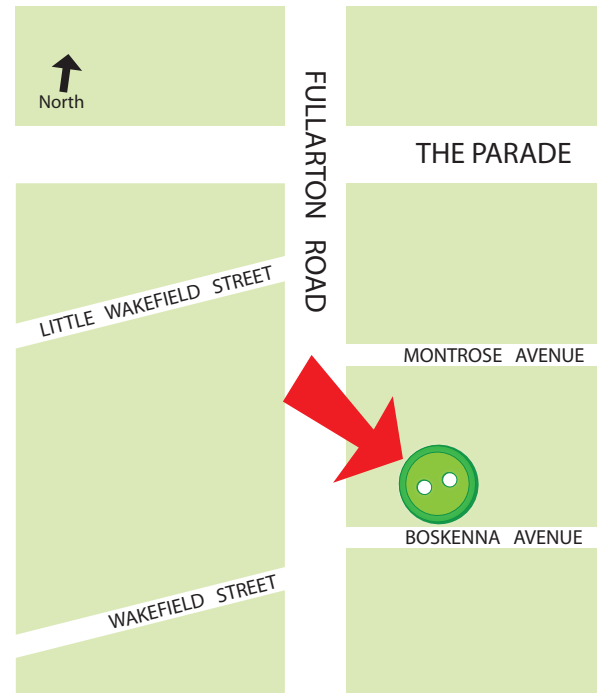 North
FULLARTON ROAD
THE PARADE
LITTLE WAKEFIELD STREET
MONTROSE AVENUE
BOSKENNA AVENUE
WAKEFIELD STREET